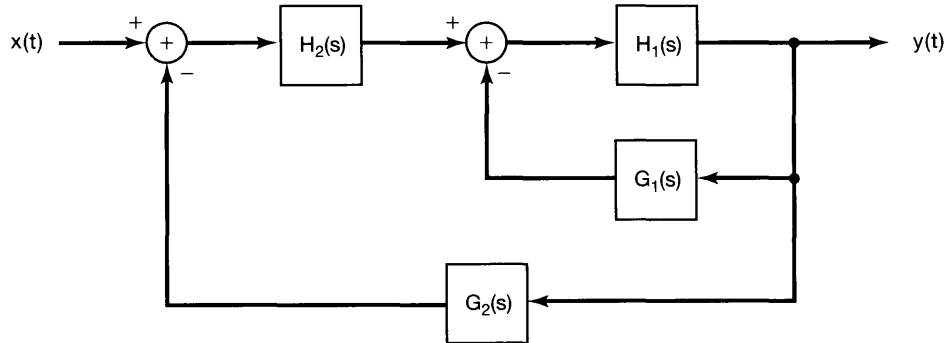 x(t)
+
+
−
H₂(s)
+
+
−
H₁(s)
y(t)
G₁(s)
G₂(s)